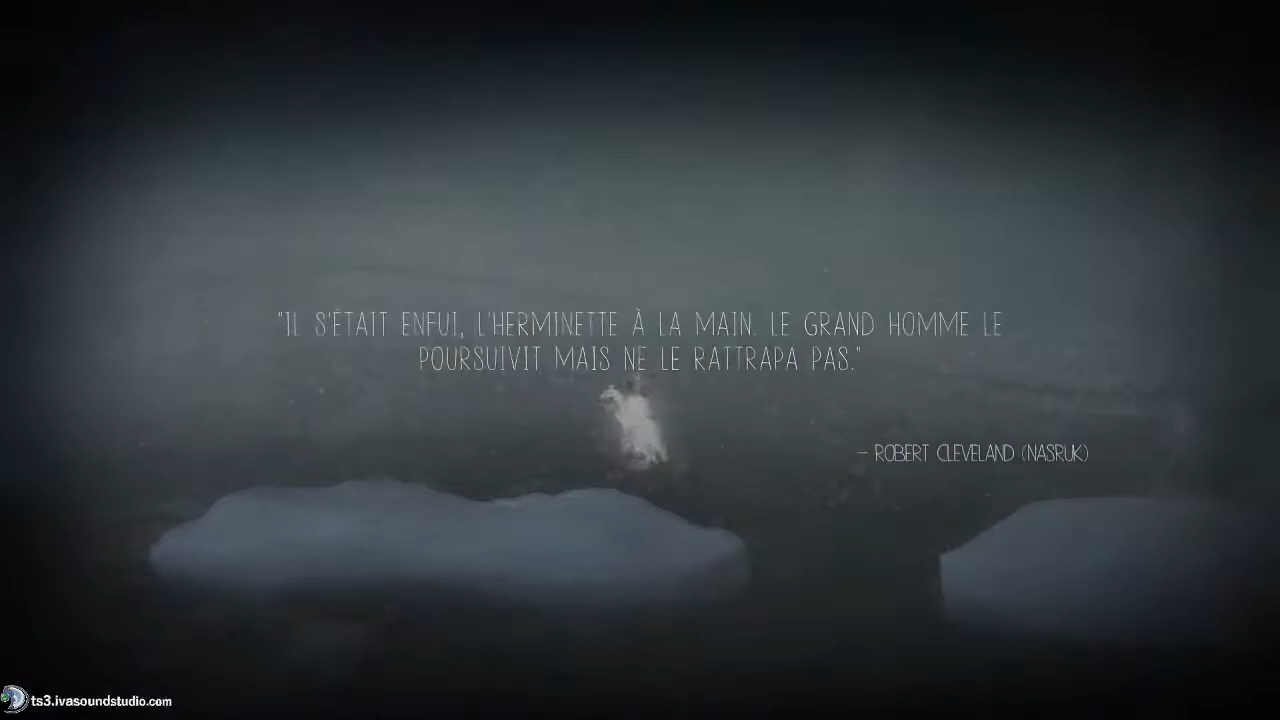 "IL S'ÉTAIT ENFUI, L'HERMINETTE À LA MAIN. LE GRAND HOMME LE
POURSUIVIT MAIS NE LE RATTRAPA PAS."
– ROBERT CLEVELAND (NASRUK)
ts3.ivasoundstudio.com